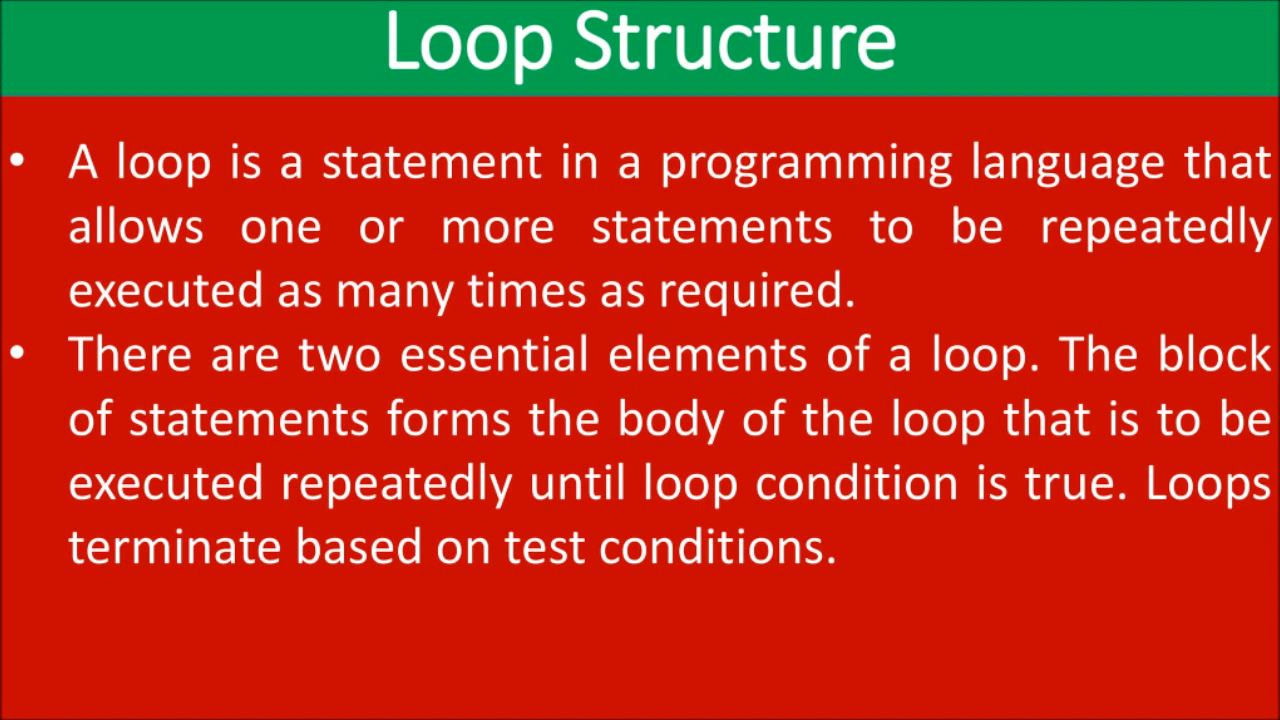 Loop Structure
• A loop is a statement in a programming language that
allows one or more statements to be repeatedly
executed as many times as required.
• There are two essential elements of a loop. The block
of statements forms the body of the loop that is to be
executed repeatedly until loop condition is true. Loops
terminate based on test conditions.